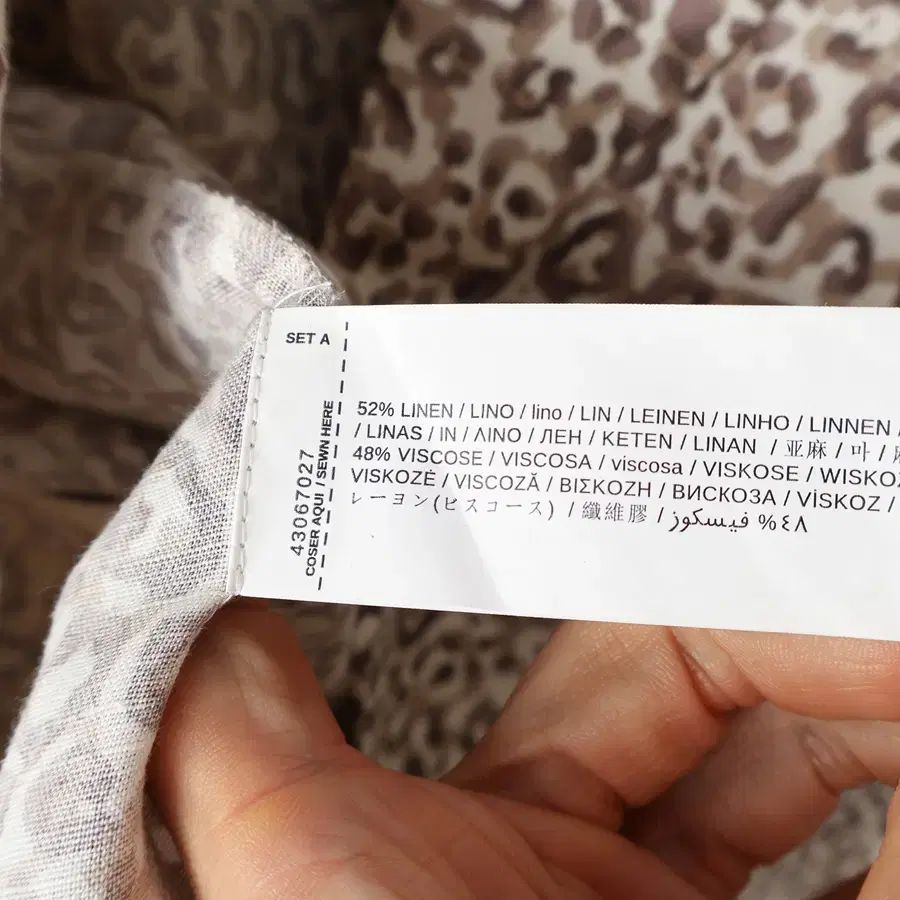 SET A
43067027
COSER AQUI / SEWN HERE
52% LINEN / LINO / lino / LIN / LEINEN / LINHO / LINNEN /
/ LINAS / IN / ΛΙΝΟ / ЛЕН / KETEN / LINAN / 亚麻 / 마 /
48% VISCOSE / VISCOSA / viscosa / VISKOSE /
VISKOZĖ / VISCOZĂ / ΒΙΣΚΟΖΗ / ВИСКОЗА / VİSKOZ /
レーヨン(ビスコース) / 纖維膠 / ٤٨% فيسكوز